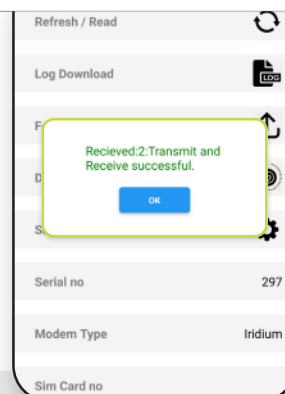 Refresh / Read
Log Download
LOG
F
Recieved:2:Transmit and
Receive successful.
D
OK
S
Serial no 297
Modem Type Iridium
Sim Card no